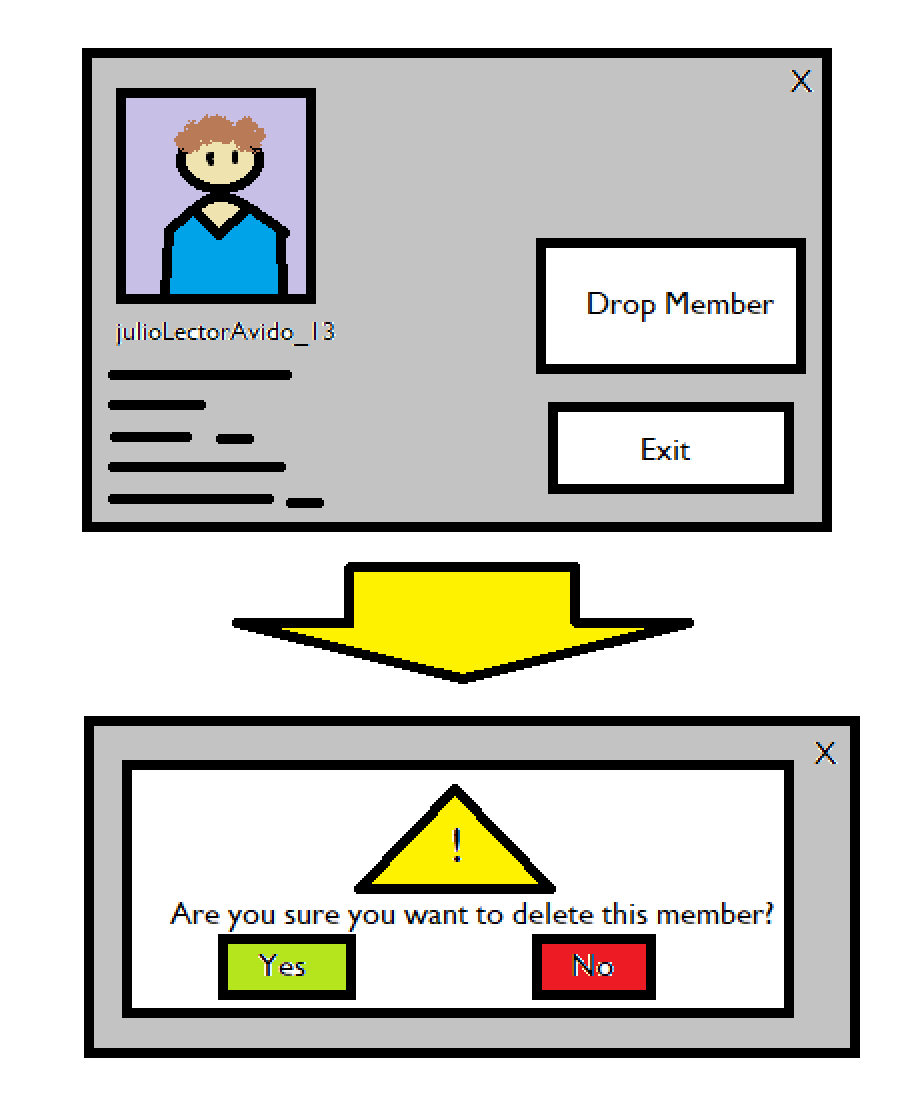 X
julioLectorAvido_13
Drop Member
Exit
X
!
Are you sure you want to delete this member?
Yes
No